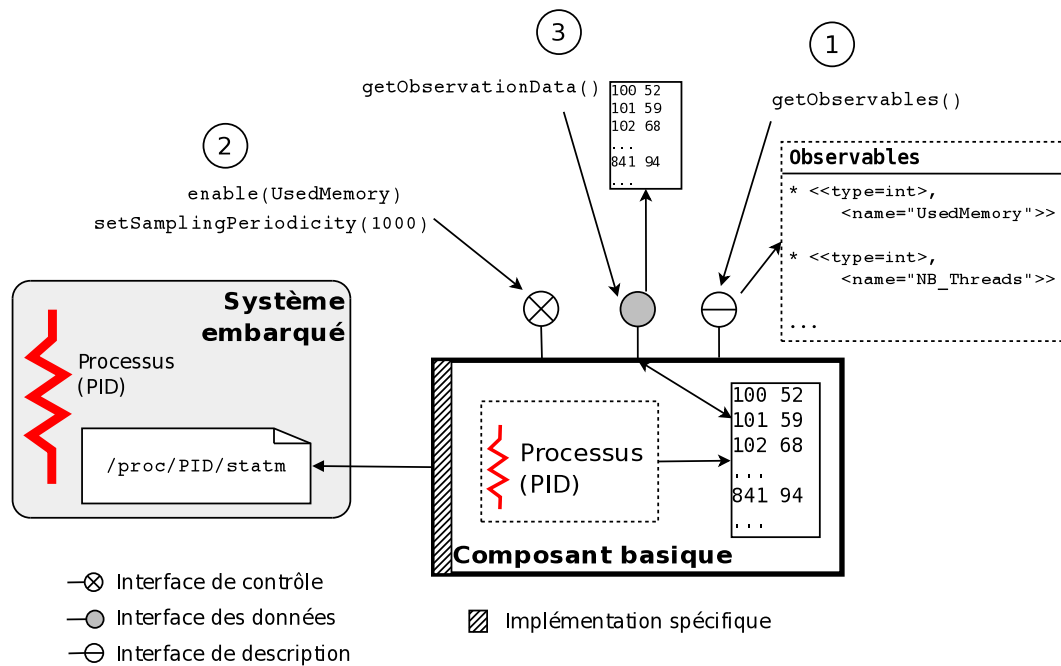 3
1
getObservationData()
100 52
101 59
102 68
...
841 94
...
getObservables()
2
Observables
* <<type=int>,
<name="UsedMemory">>
* <<type=int>,
<name="NB_Threads">>
...
enable(UsedMemory)
setSamplingPeriodicity(1000)
Système
embarqué
Processus
(PID)
/proc/PID/statm
Processus
(PID)
100 52
101 59
102 68
...
841 94
...
Composant basique
Interface de contrôle
Interface des données
Interface de description
Implémentation spécifique